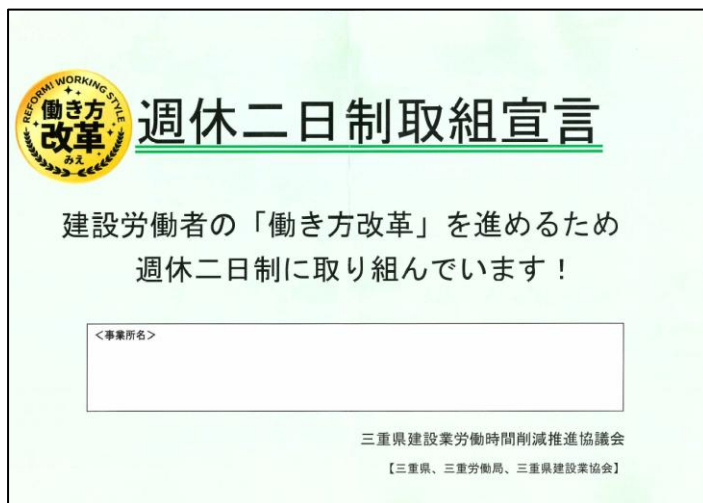 REFORM! WORKING STYLE
働き方
改革
みえ
週休二日制取組宣言
建設労働者の「働き方改革」を進めるため
週休二日制に取り組んでいます！
＜事業所名＞
三重県建設業労働時間削減推進協議会
【三重県、三重労働局、三重県建設業協会】